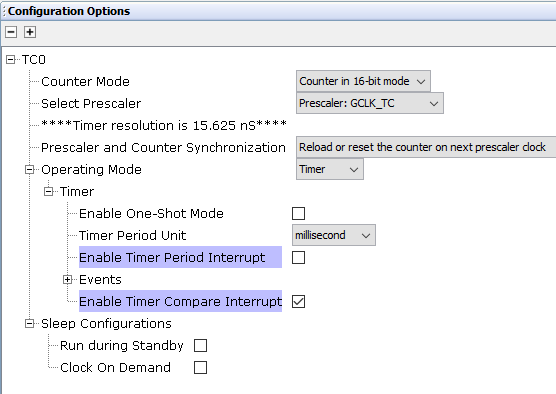 Configuration Options
TC0
Counter Mode Counter in 16-bit mode
Select Prescaler Prescaler: GCLK_TC
****Timer resolution is 15.625 nS****
Prescaler and Counter Synchronization Reload or reset the counter on next prescaler clock
Operating Mode Timer
Timer
Enable One-Shot Mode
Timer Period Unit millisecond
Enable Timer Period Interrupt
Events
Enable Timer Compare Interrupt
Sleep Configurations
Run during Standby
Clock On Demand